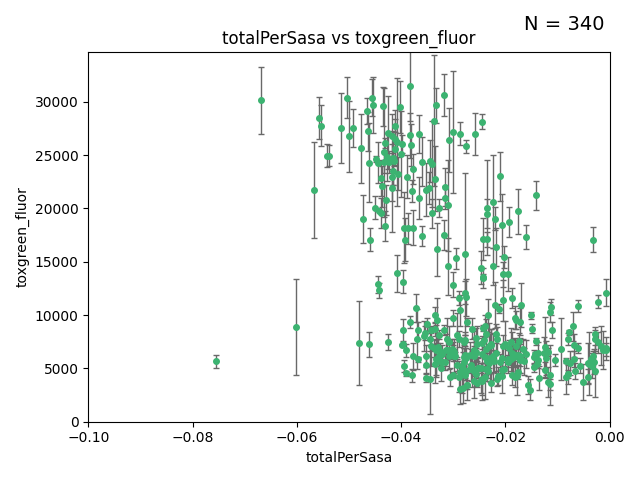 N = 340
totalPerSasa vs toxgreen_fluor
toxgreen_fluor
30000
25000
20000
15000
10000
5000
0
−0.10 −0.08 −0.06 −0.04 −0.02 0.00
totalPerSasa